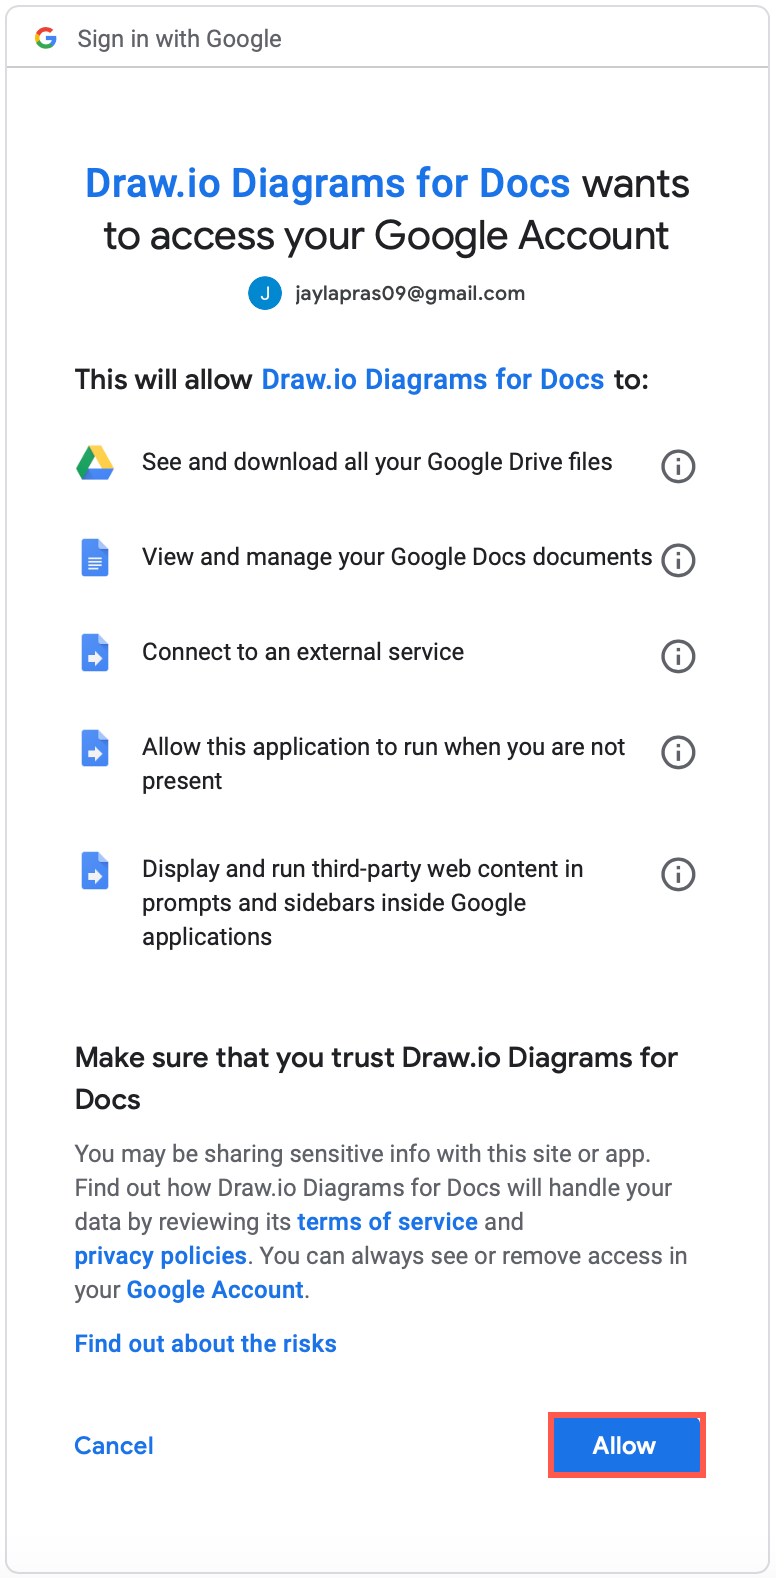 Sign in with Google
Draw.io Diagrams for Docs wants
to access your Google Account
J jaylapras09@gmail.com
This will allow Draw.io Diagrams for Docs to:
See and download all your Google Drive files
View and manage your Google Docs documents
Connect to an external service
Allow this application to run when you are not
present
Display and run third-party web content in
prompts and sidebars inside Google
applications
Make sure that you trust Draw.io Diagrams for
Docs
You may be sharing sensitive info with this site or app.
Find out how Draw.io Diagrams for Docs will handle your
data by reviewing its terms of service and
privacy policies. You can always see or remove access in
your Google Account.
Find out about the risks
Cancel Allow